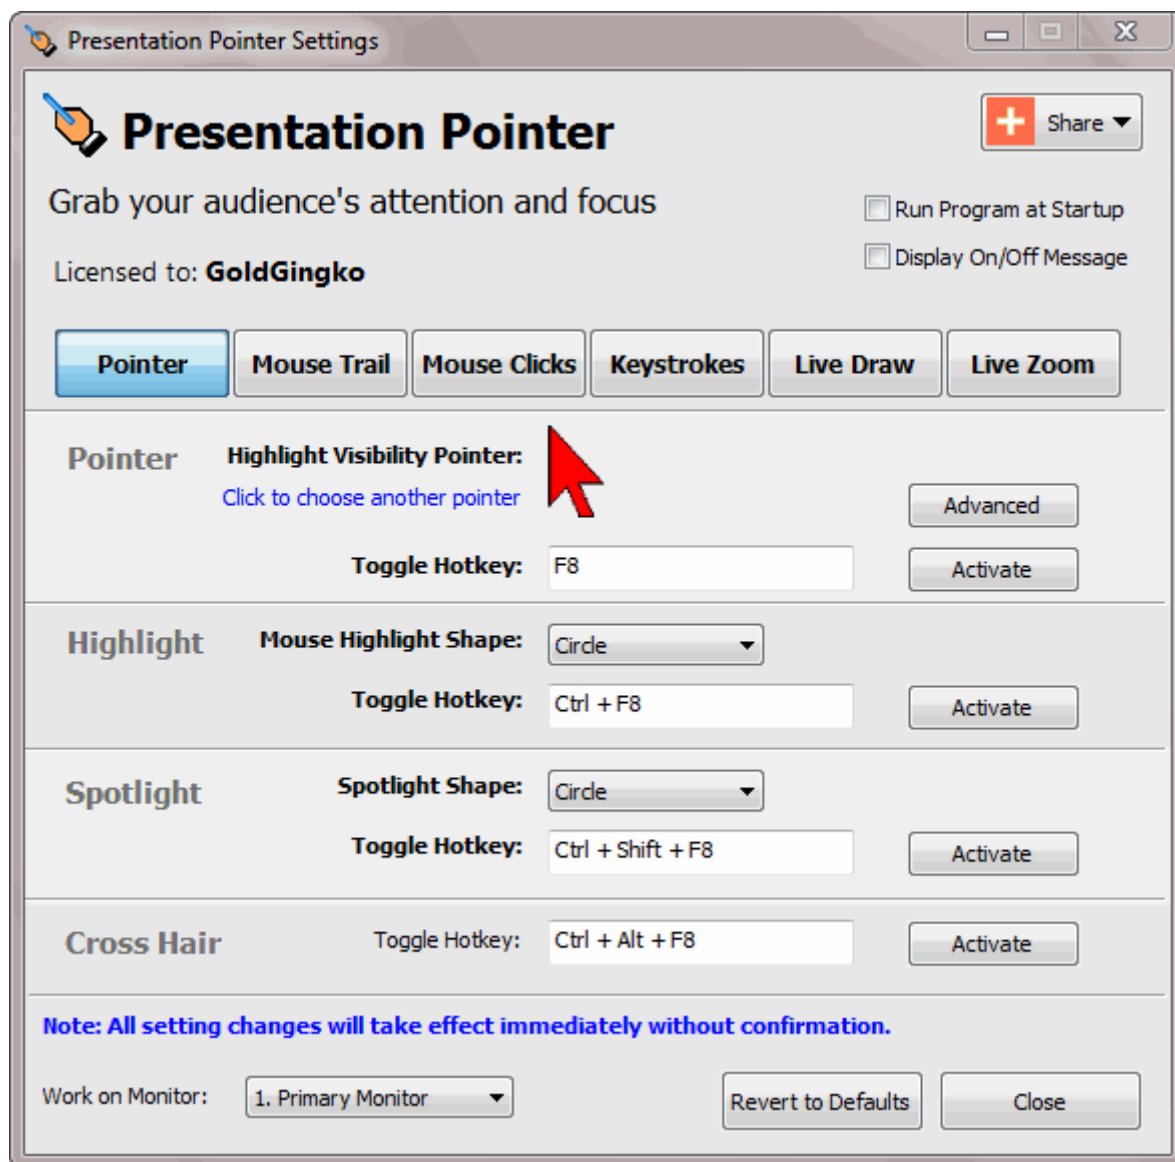 Presentation Pointer Settings
Presentation Pointer
Share
Grab your audience's attention and focus
Run Program at Startup
Display On/Off Message
Licensed to: GoldGingko
Pointer Mouse Trail Mouse Clicks Keystrokes Live Draw Live Zoom
Pointer Highlight Visibility Pointer:
Click to choose another pointer
Advanced
Toggle Hotkey: F8 Activate
Highlight Mouse Highlight Shape: Circle
Toggle Hotkey: Ctrl + F8 Activate
Spotlight Spotlight Shape: Circle
Toggle Hotkey: Ctrl + Shift + F8 Activate
Cross Hair Toggle Hotkey: Ctrl + Alt + F8 Activate
Note: All setting changes will take effect immediately without confirmation.
Work on Monitor: 1. Primary Monitor Revert to Defaults Close